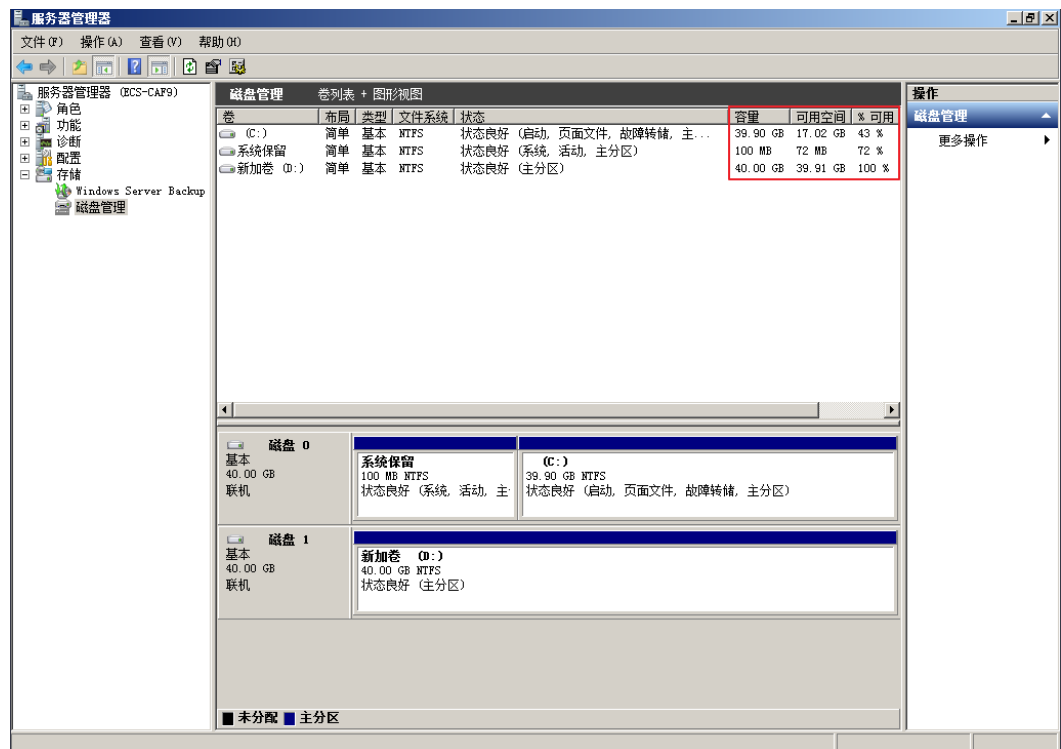 服务器管理器
文件(F) 操作(A) 查看(V) 帮助(H)
服务器管理器 (ECS-CAF9)
角色
功能
诊断
配置
存储
Windows Server Backup
磁盘管理
磁盘管理 卷列表 + 图形视图
卷 布局 类型 文件系统 状态 容量 可用空间 % 可用
(C:) 简单 基本 NTFS 状态良好 (启动, 页面文件, 故障转储, 主... 39.90 GB 17.02 GB 43 %
系统保留 简单 基本 NTFS 状态良好 (系统, 活动, 主分区) 100 MB 72 MB 72 %
新加卷 (D:) 简单 基本 NTFS 状态良好 (主分区) 40.00 GB 39.91 GB 100 %
磁盘 0
基本
40.00 GB
联机
系统保留
100 MB NTFS
状态良好 (系统, 活动, 主
(C:)
39.90 GB NTFS
状态良好 (启动, 页面文件, 故障转储, 主分区)
磁盘 1
基本
40.00 GB
联机
新加卷 (D:)
40.00 GB NTFS
状态良好 (主分区)
未分配 主分区
操作
磁盘管理
更多操作